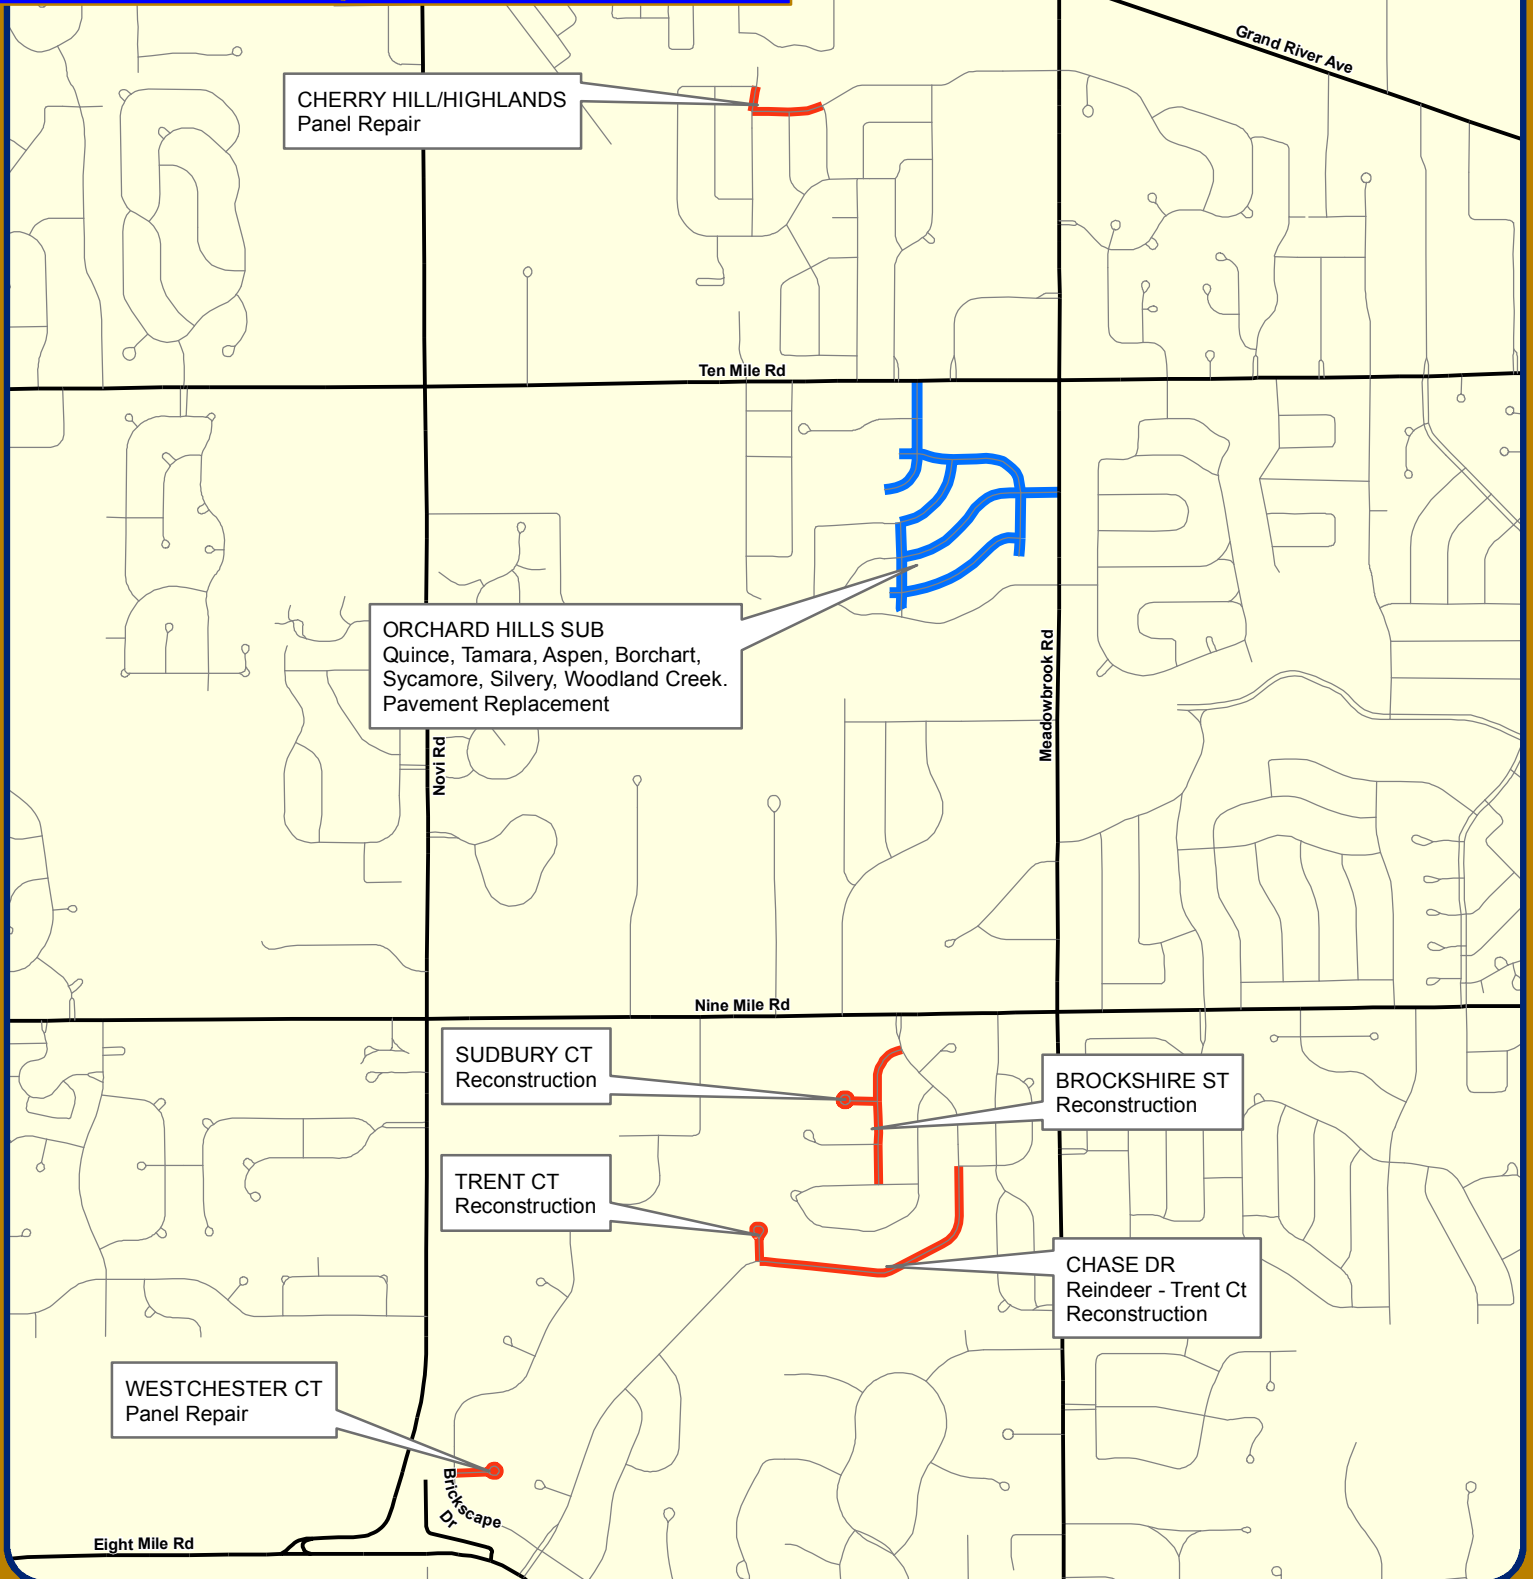 Grand River Ave
CHERRY HILL/HIGHLANDS
Panel Repair
Ten Mile Rd
ORCHARD HILLS SUB
Quince, Tamara, Aspen, Borchart,
Sycamore, Silvery, Woodland Creek.
Pavement Replacement
Meadowbrook Rd
Novi Rd
Nine Mile Rd
SUDBURY CT
Reconstruction
BROCKSHIRE ST
Reconstruction
TRENT CT
Reconstruction
CHASE DR
Reindeer - Trent Ct
Reconstruction
WESTCHESTER CT
Panel Repair
Brickscape
Dr
Eight Mile Rd